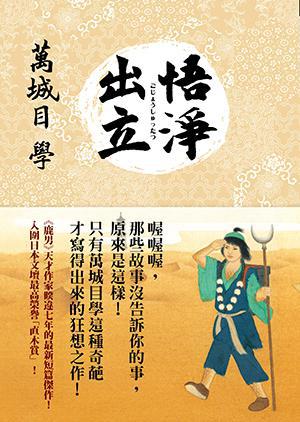 悟淨
出立
ごじょうしゅったつ
萬城目 學
喔喔喔，
那些故事沒告訴你的事，
原來是這樣！
只有萬城目學這種奇葩
才寫得出來的狂想之作！
《鹿男》天才作家睽違七年的最新短篇傑作！
入圍日本文壇最高榮譽「直木賞」！